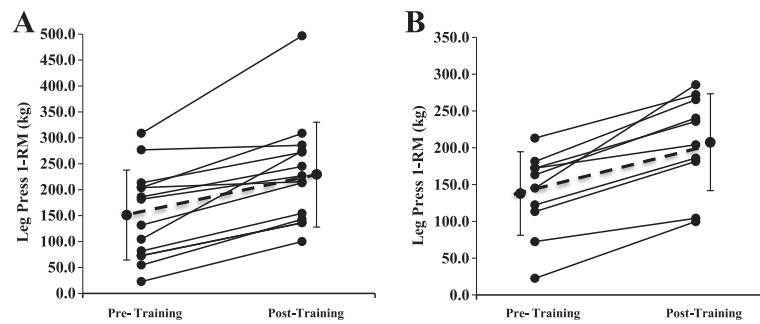 A
Leg Press 1-RM (kg)
500.0
450.0
400.0
350.0
300.0
250.0
200.0
150.0
100.0
50.0
0.0
Pre- Training
Post-Training
B
Leg Press 1-RM (kg)
350.0
300.0
250.0
200.0
150.0
100.0
50.0
0.0
Pre- Training
Post-Training